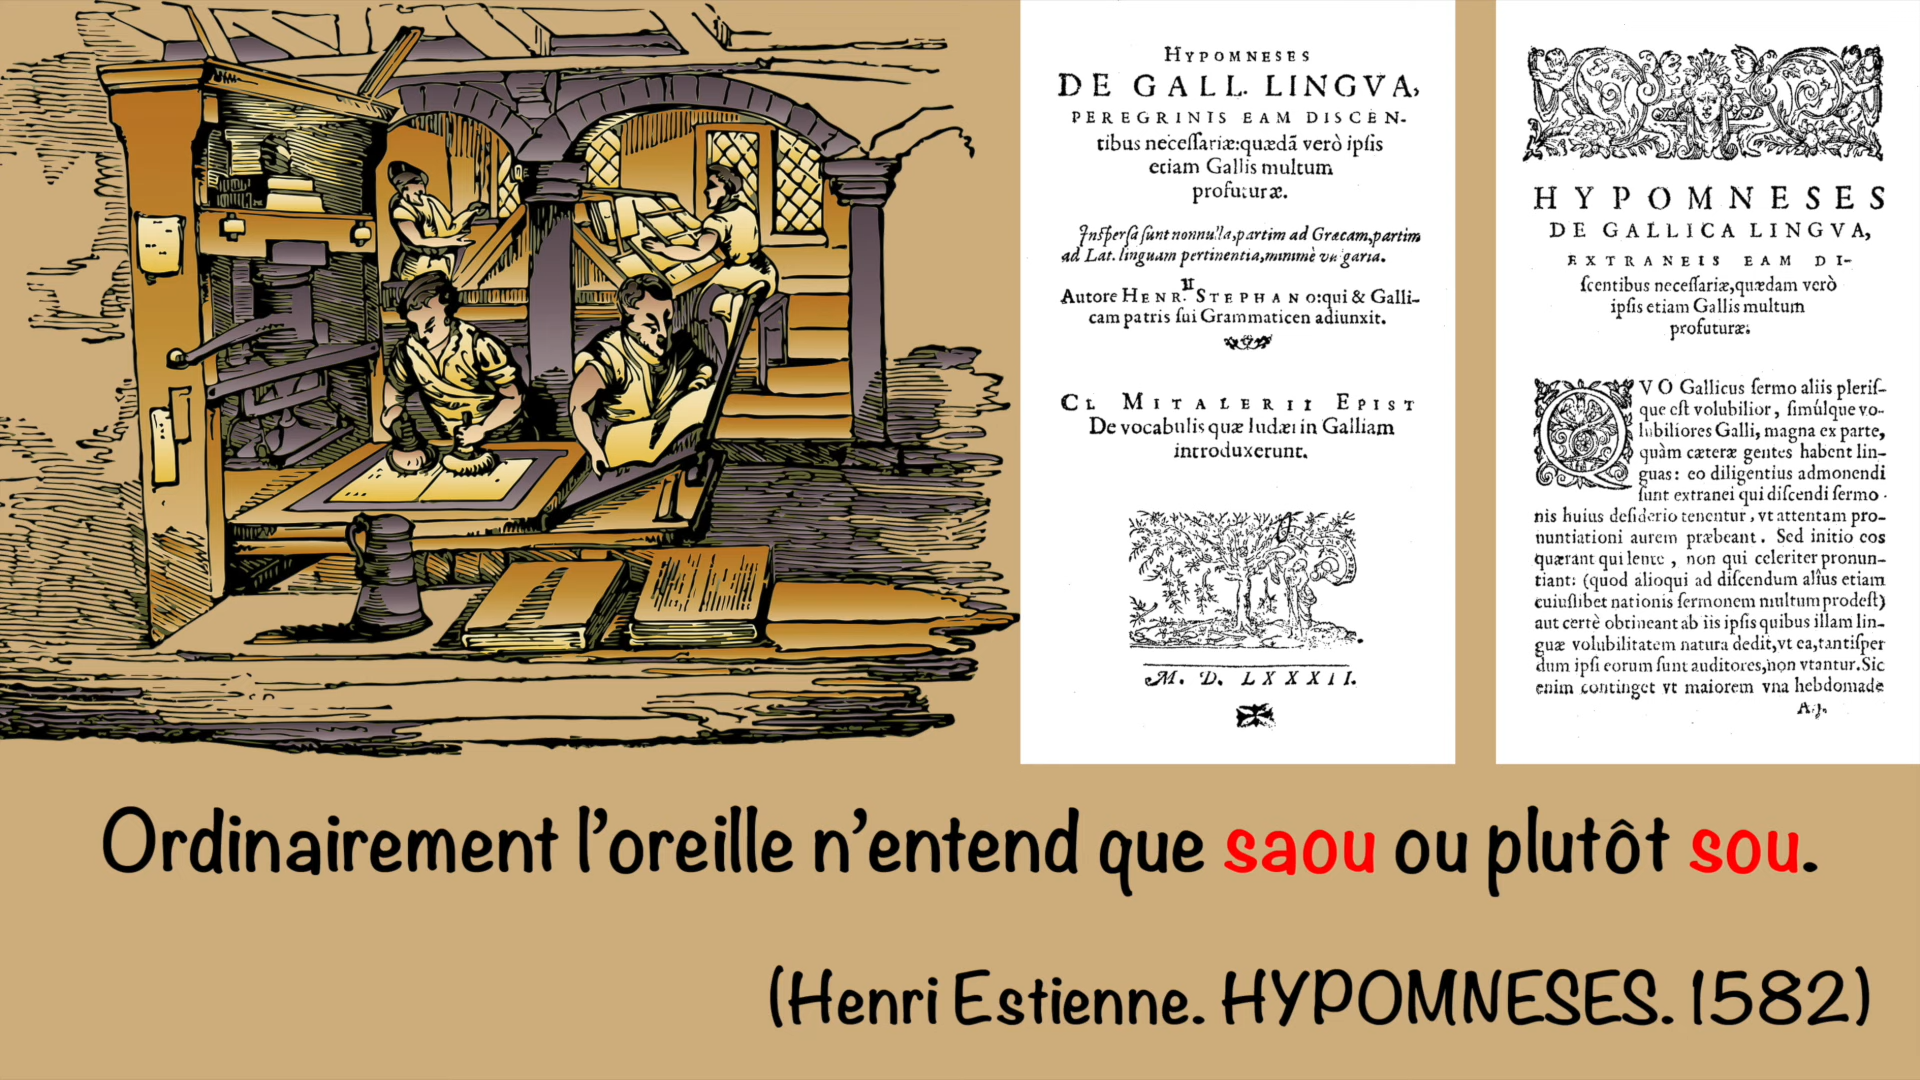 HYPOMNESES
DE GALL. LINGVA,
PEREGRINIS EAM DISCEN-
tibus neceſſariæ:quædã verò ipſis
etiam Gallis multum
profuturæ.
Inſperſa ſunt nonnulla,partim ad Græcam,partim
ad Lat. linguam pertinentia,minimè vulgaria.
Autore HENR. STEPHANO:qui & Galli-
cam patris ſui Grammaticen adiunxit.
CL MITALERII EPIST
De vocabulis quæ Iudæi in Galliam
introduxerunt.
M. D. LXXXII.
HYPOMNESES
DE GALLICA LINGVA,
EXTRANEIS EAM DI-
ſcentibus neceſſariæ,quædam verò
ipſis etiam Gallis multum
profuturæ.
QVO Gallicus ſermo aliis pleriſ-
que eſt volubilior, ſimúlque vo-
lubiliores Galli, magna ex parte,
quàm cæteræ gentes habent lin-
guas: eo diligentius admonendi
ſunt extranei qui diſcendi ſermo-
nis huius deſiderio tenentur, vt attentam pro-
nuntiationi aurem præbeant. Sed initio eos
quærant qui lente, non qui celeriter pronun-
tiant: (quod alioqui ad diſcendum alius etiam
cuiuſlibet nationis ſermonem multum prodeſt)
aut certè obtineant ab iis ipſis quibus illam lin-
guæ volubilitatem natura dedit,vt ea,tantiſper
dum ipſi eorum ſunt auditores,non vtantur.Sic
enim continget vt maiorem vna hebdomade
A.j.
Ordinairement l’oreille n’entend que saou ou plutôt sou.
(Henri Estienne. HYPOMNESES. 1582)